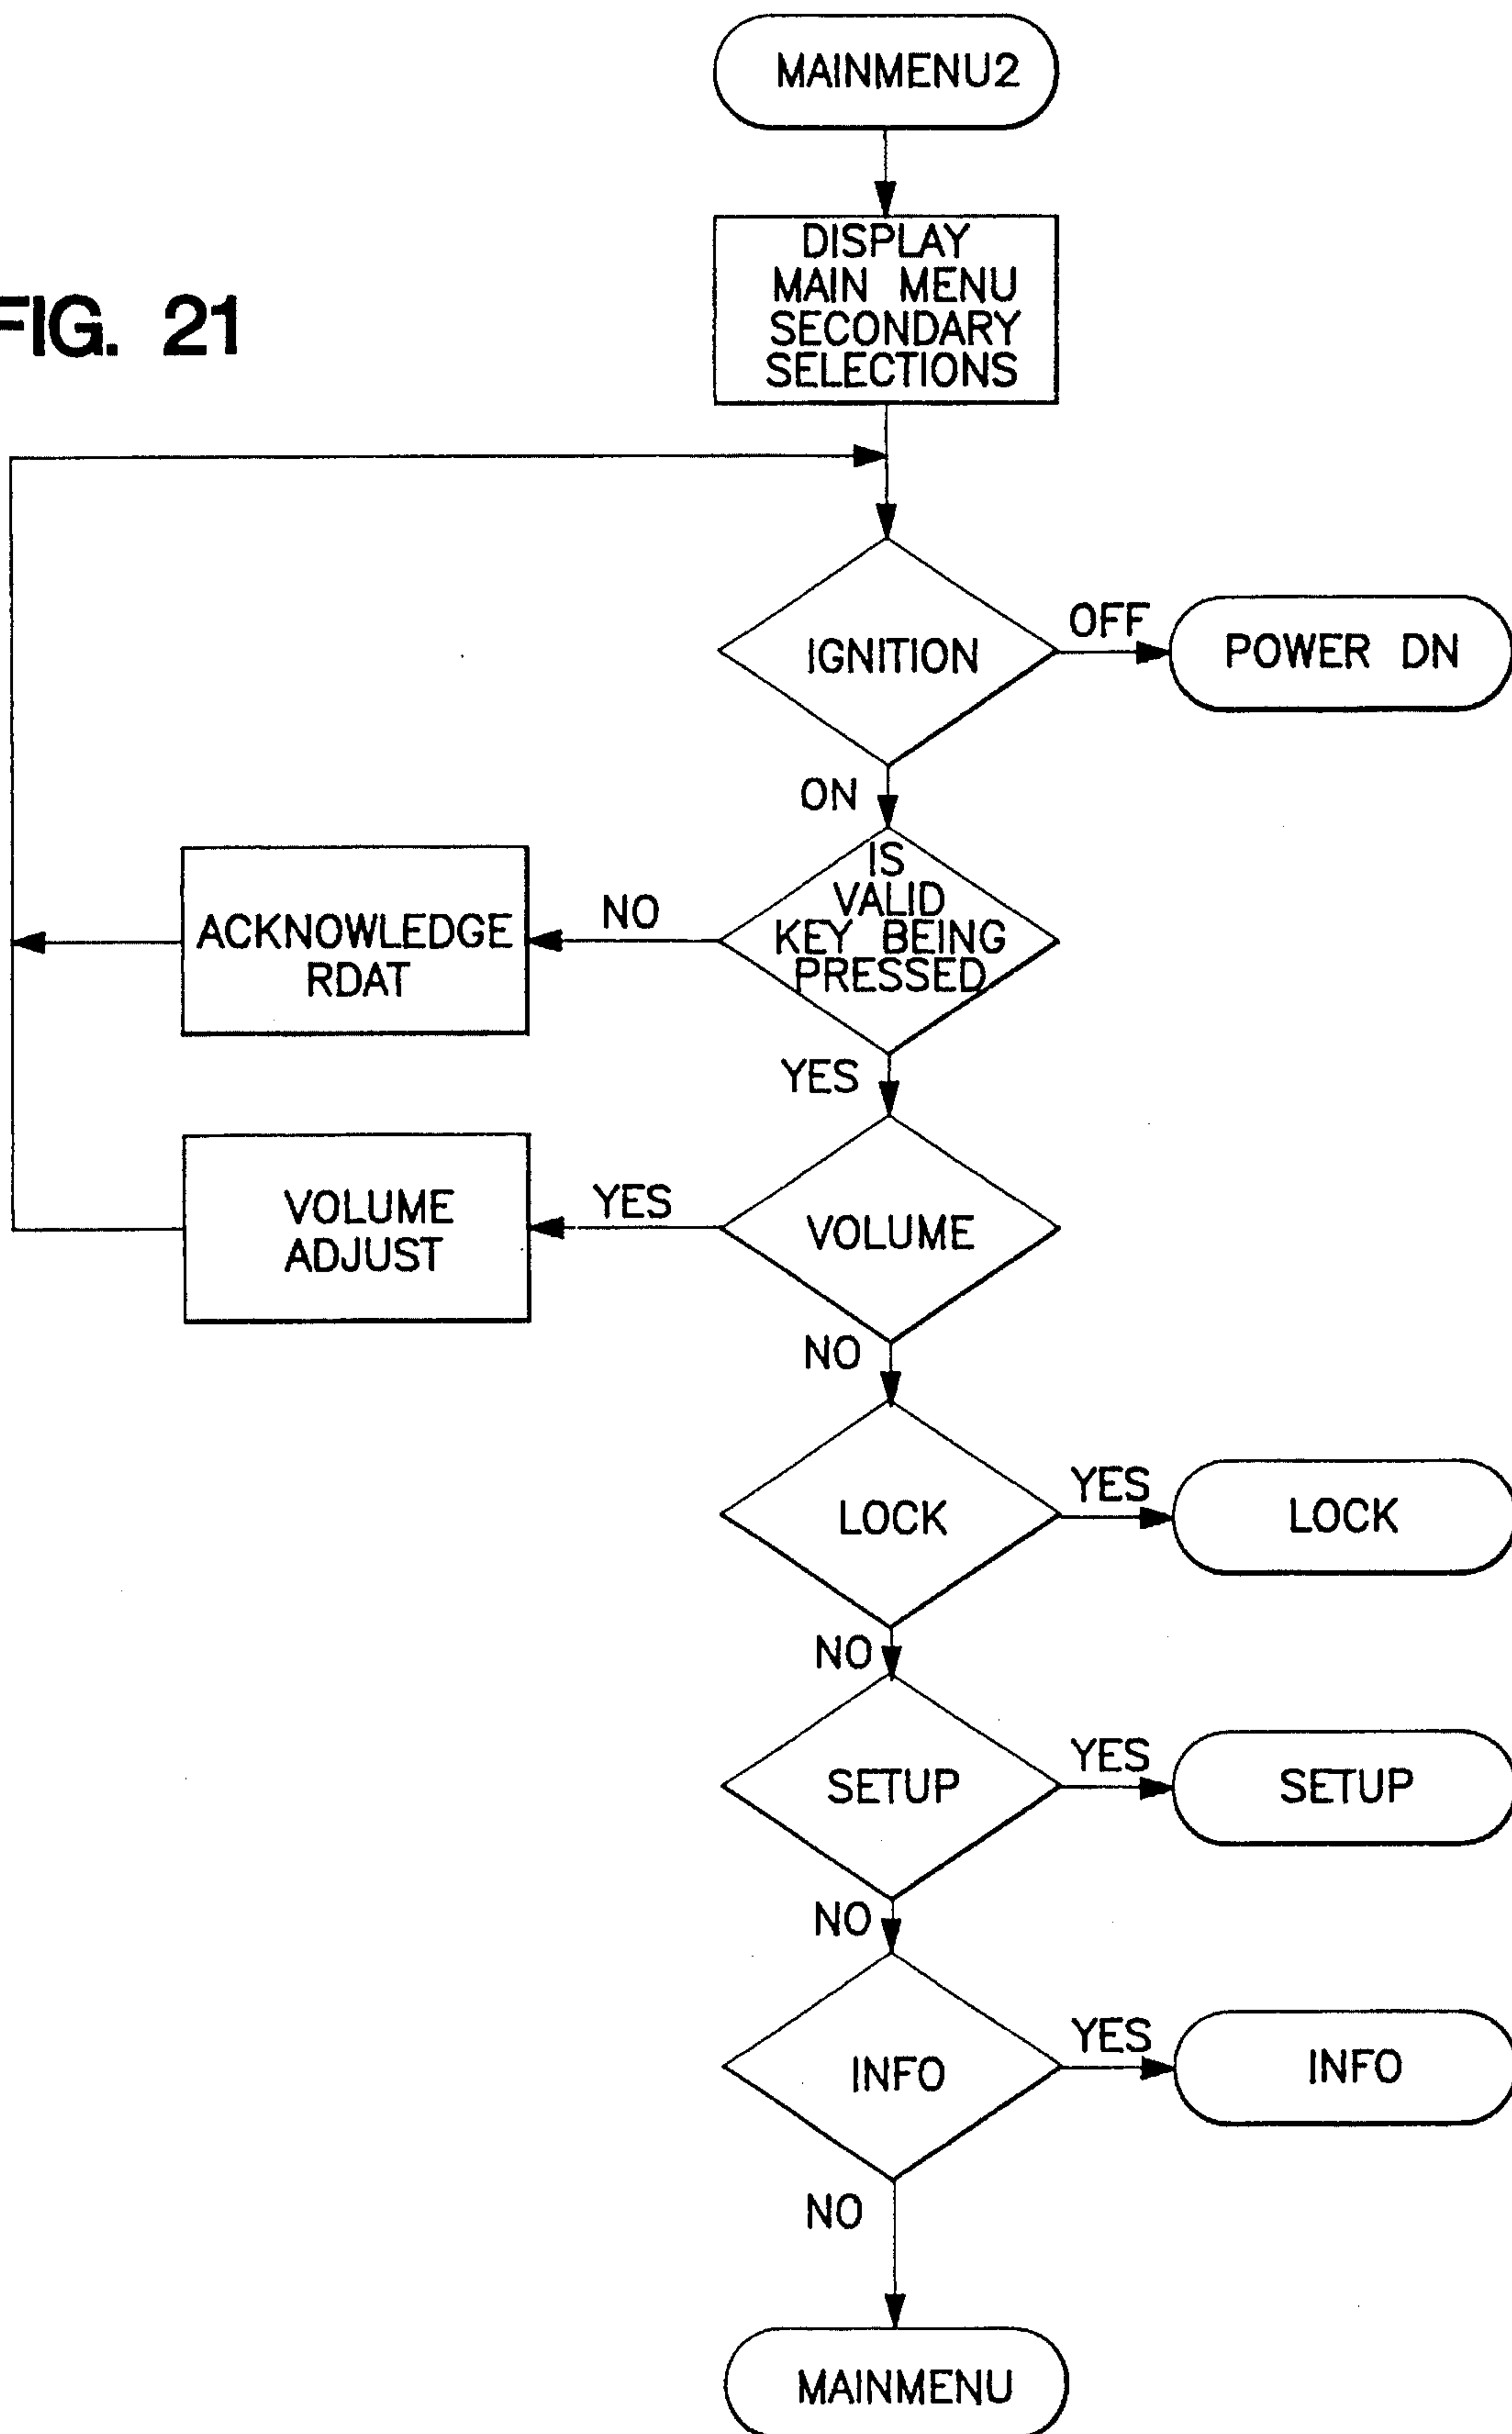 MAINMENU2
DISPLAY
MAIN MENU
SECONDARY
SELECTIONS
FIG. 21
IGNITION
OFF
POWER DN
ON
IS
VALID
KEY BEING
PRESSED
NO
ACKNOWLEDGE
RDAT
YES
VOLUME
YES
VOLUME
ADJUST
NO
LOCK
YES
LOCK
NO
SETUP
YES
SETUP
NO
INFO
YES
INFO
NO
MAINMENU